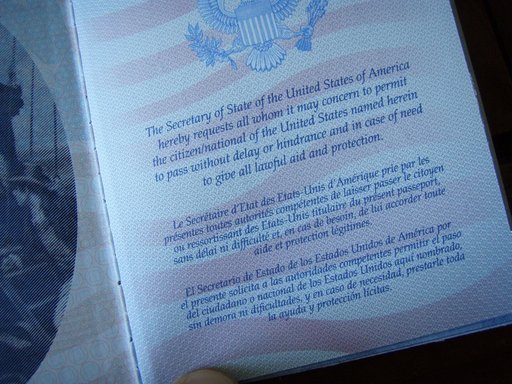 The Secretary of State of the United States of America
hereby requests all whom it may concern to permit
the citizen/national of the United States named herein
to pass without delay or hindrance and in case of need
to give all lawful aid and protection.
Le Secrétaire d'Etat des Etats-Unis d'Amérique prie par les
présentes toutes autorités compétentes de laisser passer le citoyen
ou ressortissant des Etats-Unis titulaire du présent passeport,
sans délai ni difficulté et, en cas de besoin, de lui accorder toute
aide et protection légitimes.
El Secretario de Estado de los Estados Unidos de América por
el presente solicita a las autoridades competentes permitir el paso
del ciudadano o nacional de los Estados Unidos aquí nombrado,
sin demora ni dificultades, y en caso de necesidad, prestarle toda
la ayuda y protección lícitas.